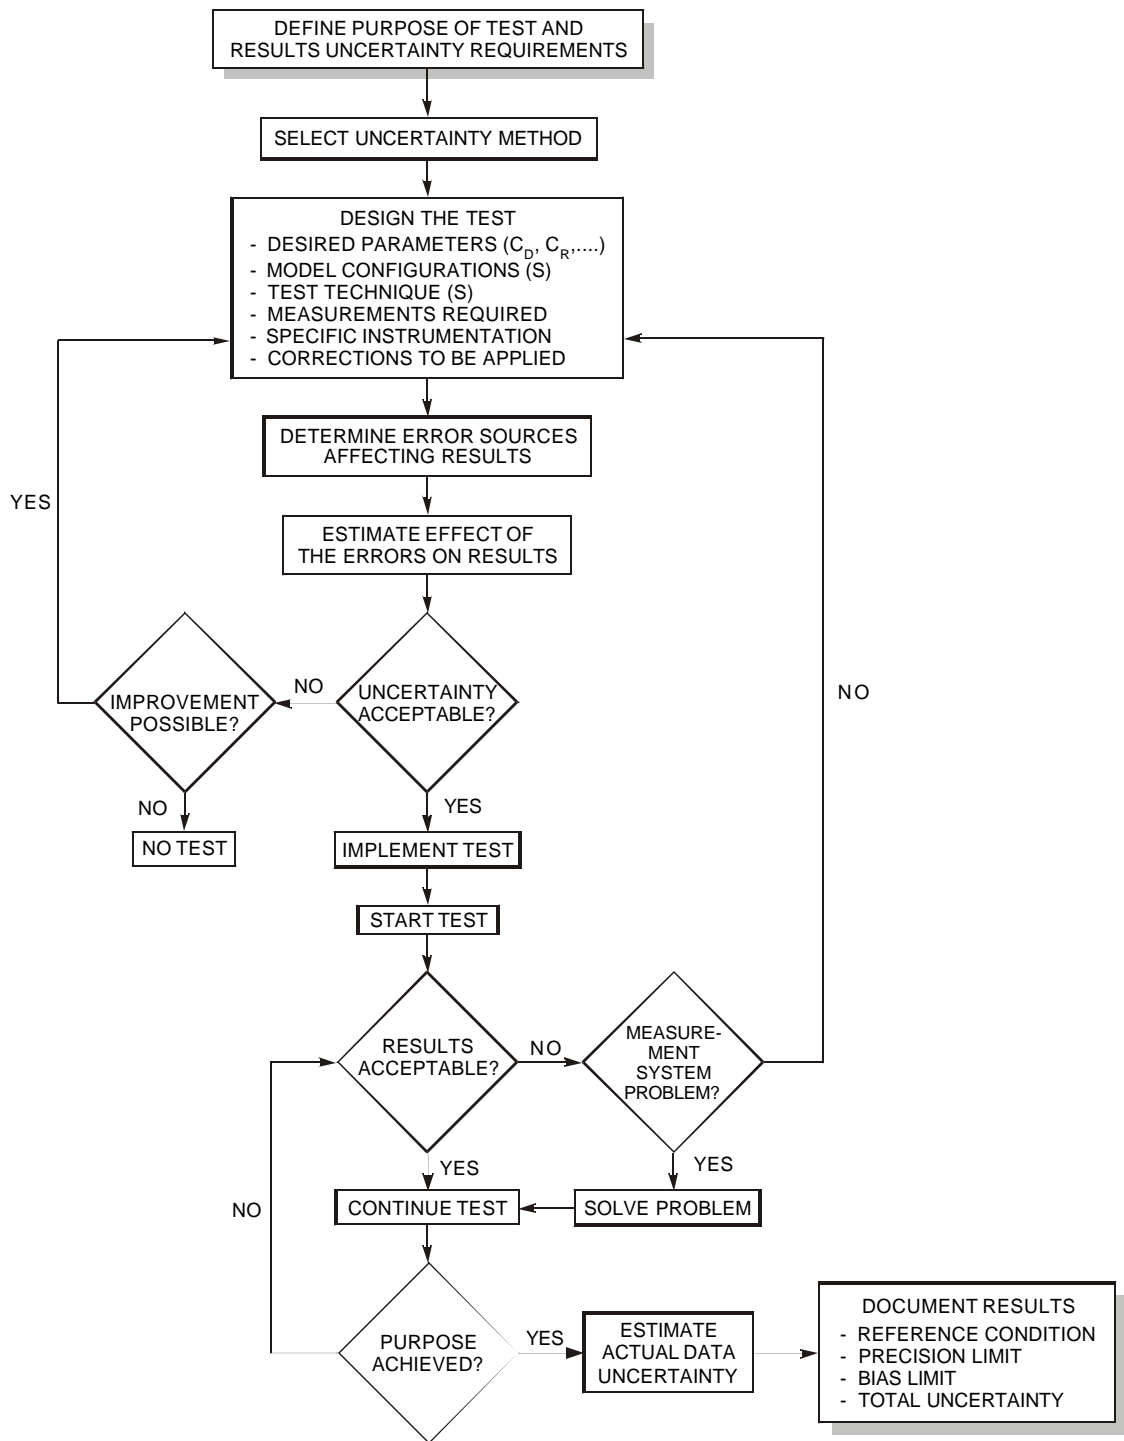 DEFINE PURPOSE OF TEST AND
RESULTS UNCERTAINTY REQUIREMENTS
SELECT UNCERTAINTY METHOD
DESIGN THE TEST
- DESIRED PARAMETERS (C_D, C_R,....)
- MODEL CONFIGURATIONS (S)
- TEST TECHNIQUE (S)
- MEASUREMENTS REQUIRED
- SPECIFIC INSTRUMENTATION
- CORRECTIONS TO BE APPLIED
DETERMINE ERROR SOURCES
AFFECTING RESULTS
YES
ESTIMATE EFFECT OF
THE ERRORS ON RESULTS
IMPROVEMENT
POSSIBLE?
NO
UNCERTAINTY
ACCEPTABLE?
NO
NO
YES
NO TEST
IMPLEMENT TEST
START TEST
RESULTS
ACCEPTABLE?
NO
MEASURE-
MENT
SYSTEM
PROBLEM?
YES
YES
NO
CONTINUE TEST
SOLVE PROBLEM
PURPOSE
ACHIEVED?
YES
ESTIMATE
ACTUAL DATA
UNCERTAINTY
DOCUMENT RESULTS
- REFERENCE CONDITION
- PRECISION LIMIT
- BIAS LIMIT
- TOTAL UNCERTAINTY